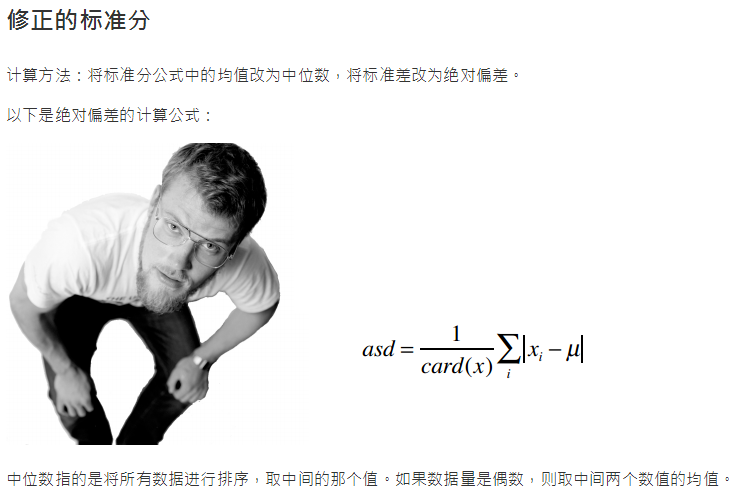 修正的标准分
计算方法：将标准分公式中的均值改为中位数，将标准差改为绝对偏差。
以下是绝对偏差的计算公式：
asd = 1/card(x) ∑i |xi − μ|
中位数指的是将所有数据进行排序，取中间的那个值。如果数据量是偶数，则取中间两个数值的均值。